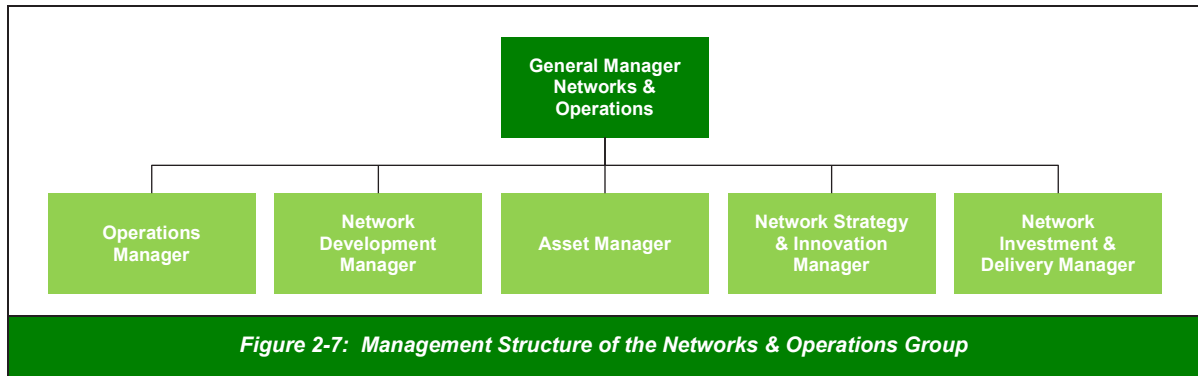 General Manager
Networks &
Operations
Operations
Manager
Network
Development
Manager
Asset Manager
Network Strategy
& Innovation
Manager
Network
Investment &
Delivery Manager
Figure 2-7: Management Structure of the Networks & Operations Group